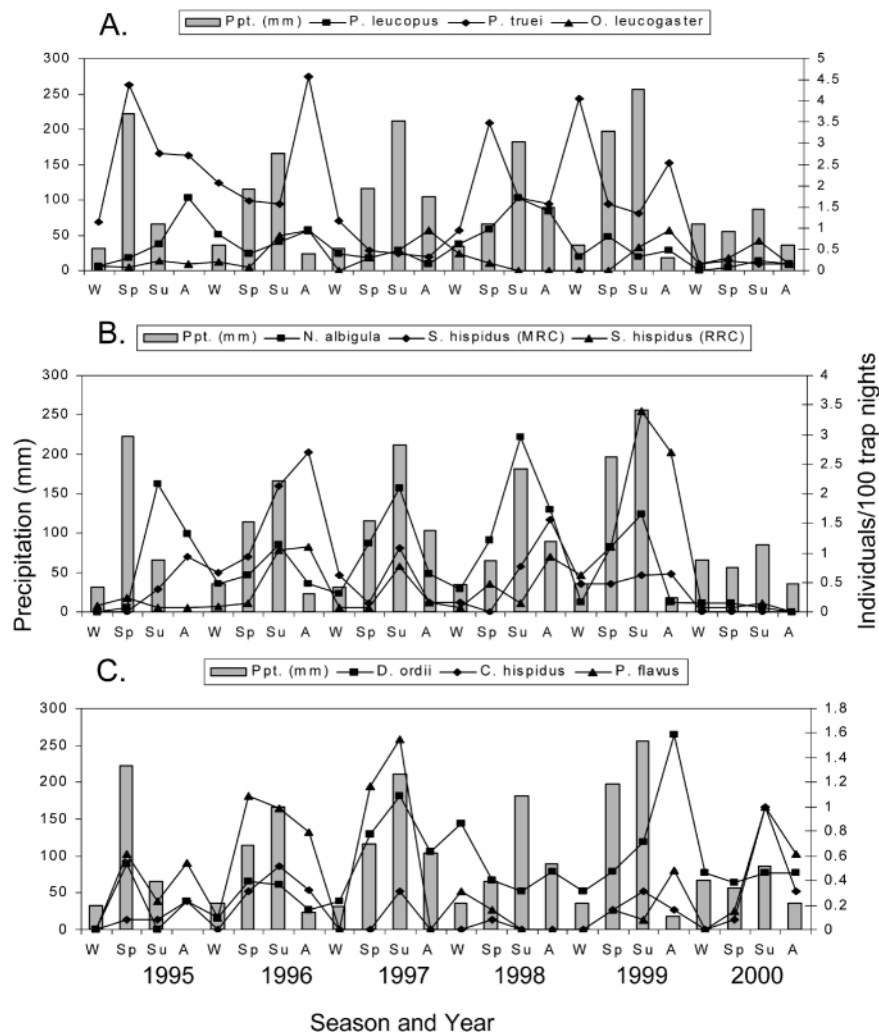 A.
Ppt. (mm) P. leucopus P. truei O. leucogaster
300 5
4.5
250 4
200 3.5
3
150 2.5
2
100 1.5
50 1
0.5
0 0
W Sp Su A W Sp Su A W Sp Su A W Sp Su A W Sp Su A W Sp Su A
B.
Ppt. (mm) N. albigula S. hispidus (MRC) S. hispidus (RRC)
300 4
250 3.5
3
200 2.5
150 2
100 1.5
1
50 0.5
0 0
W Sp Su A W Sp Su A W Sp Su A W Sp Su A W Sp Su A W Sp Su A
Precipitation (mm)
Individuals/100 trap nights
C.
Ppt. (mm) D. ordii C. hispidus P. flavus
300 1.8
1.6
250 1.4
200 1.2
1
150 0.8
100 0.6
0.4
50 0.2
0 0
W Sp Su A W Sp Su A W Sp Su A W Sp Su A W Sp Su A W Sp Su A
1995 1996 1997 1998 1999 2000
Season and Year